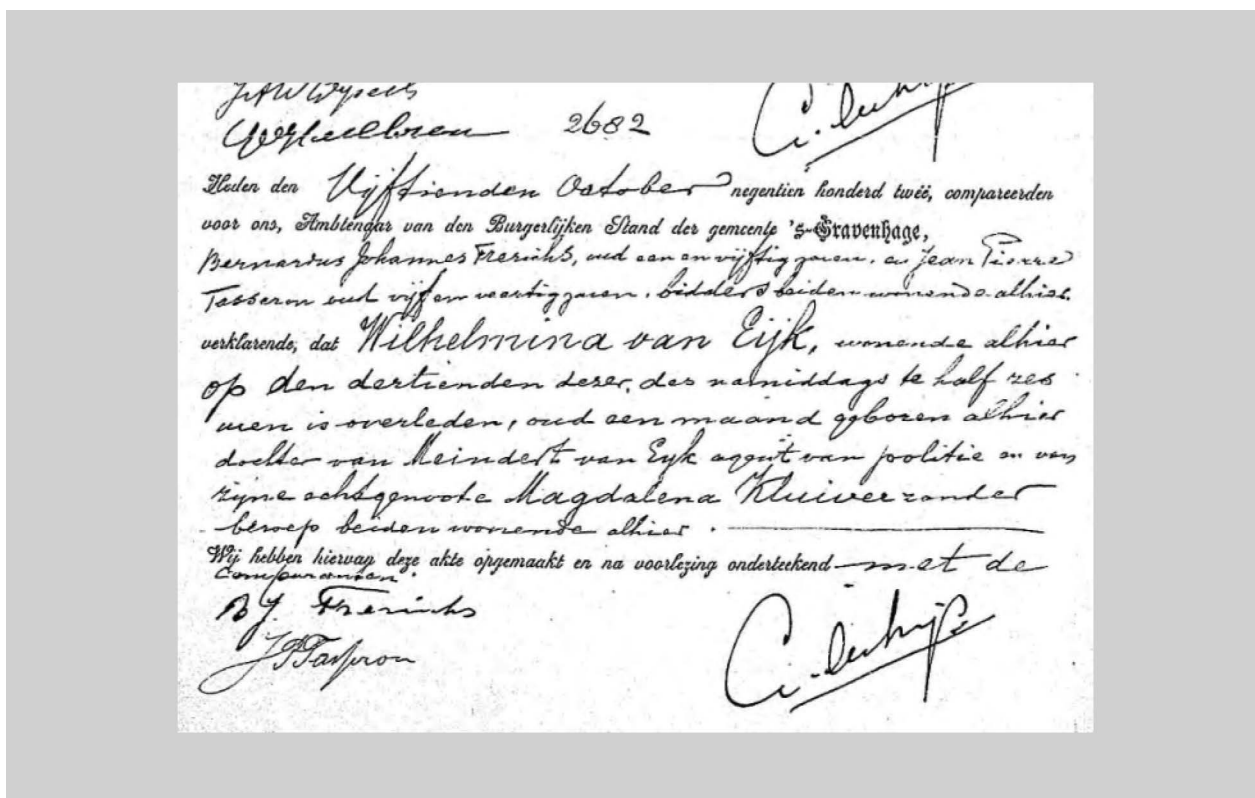 2682
Heden den Vijftienden October negentien honderd twee, compareerden
voor ons, Ambtenaar van den Burgerlijken Stand der gemeente 's-Gravenhage,
Bernardus Johannes Frerichs, oud een en vijftig jaren, en Jean Pierre
Tasseron oud vijf en veertig jaren, bidders beiden wonende alhier
verklarende, dat Wilhelmina van Eijk, wonende alhier
op den dertienden dezer, des namiddags te half zes
uren is overleden, oud een maand geboren alhier
dochter van Meindert van Eyk agent van politie en van
zijne echtgenoote Magdalena Kluiver zonder
beroep beiden wonende alhier.
Wij hebben hiervan deze akte opgemaakt en na voorlezing onderteekend met de
comparanten.
B J. Frerichs
J P Tasseron